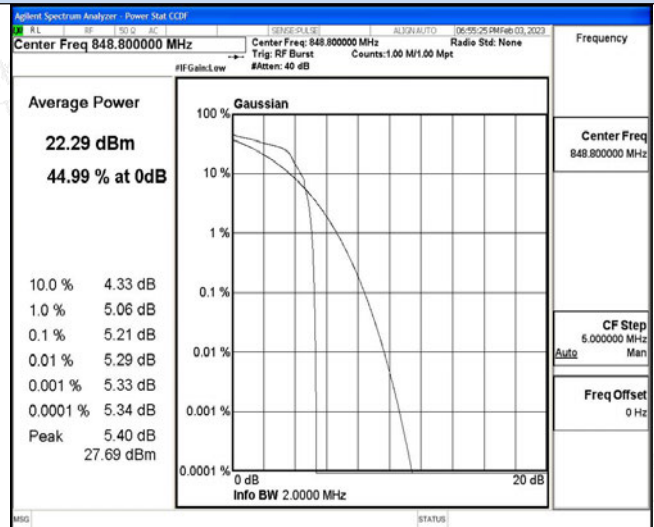 Agilent Spectrum Analyzer - Power Stat CCDF
RL RF 50 Ω AC SENSE:PULSE ALIGN AUTO 06:55:25 PM Feb 03, 2023
Center Freq 848.800000 MHz
Center Freq: 848.800000 MHz Radio Std: None
Trig: RF Burst Counts:1.00 M/1.00 Mpt
#IFGain:Low #Atten: 40 dB
Frequency
Average Power
22.29 dBm
44.99 % at 0dB
10.0 % 4.33 dB
1.0 % 5.06 dB
0.1 % 5.21 dB
0.01 % 5.29 dB
0.001 % 5.33 dB
0.0001 % 5.34 dB
Peak 5.40 dB
27.69 dBm
Gaussian
100 %
10 %
1 %
0.1 %
0.01 %
0.001 %
0.0001 %
0 dB 20 dB
Info BW 2.0000 MHz
Center Freq
848.800000 MHz
CF Step
5.000000 MHz
Auto Man
Freq Offset
0 Hz
MSG STATUS